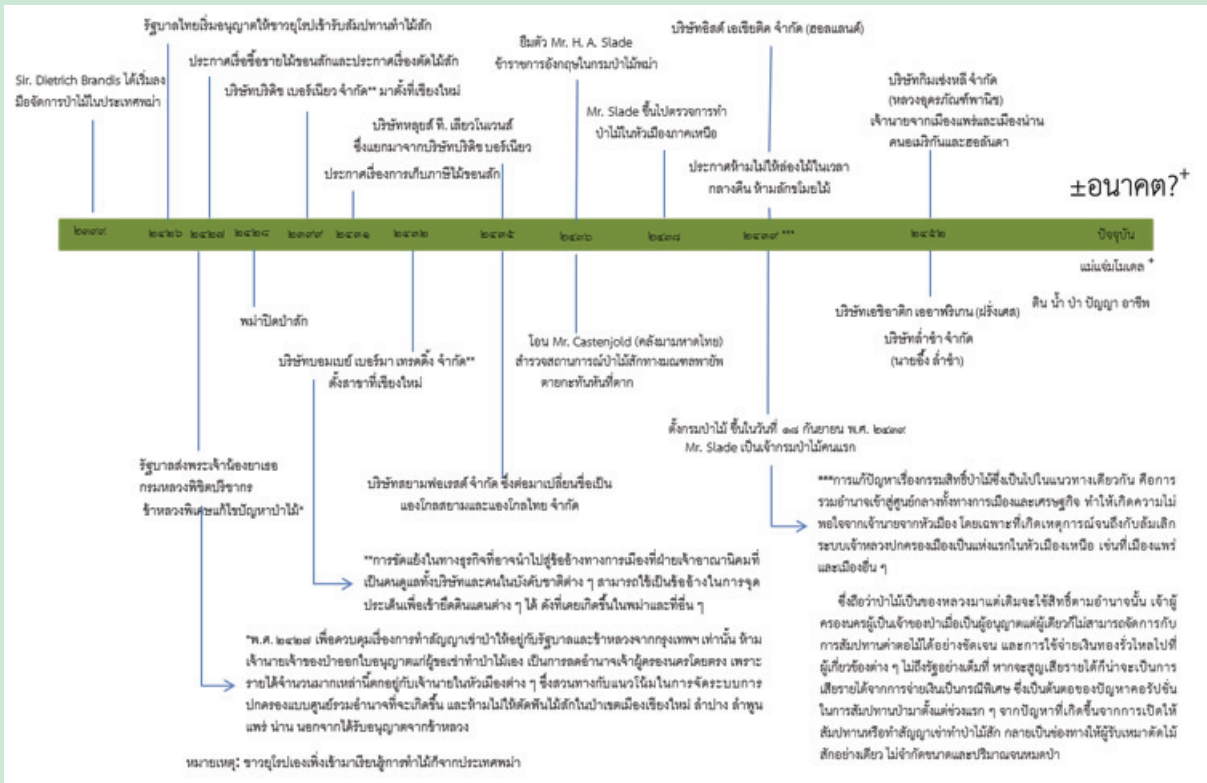 รัฐบาลไทยเริ่มอนุญาตให้ชาวยุโรปเข้ารับสัมปทานทำไม้สัก
Sir. Dietrich Brandis ได้เริ่มลง
มือจัดการป่าไม้ในประเทศพม่า
ประกาศเรื่อซื้อขายไม้ขอนสักและประกาศเรื่องตัดไม้สัก
บริษัทบริติช เบอร์เนียว จำกัด** มาตั้งที่เชียงใหม่
บริษัทหลุยส์ ที. เลียวโนเวนส์
ซึ่งแยกมาจากบริษัทบริติช บอร์เนียว
ประกาศเรื่องการเก็บภาษีไม้ขอนสัก
ยืมตัว Mr. H. A. Slade
ข้าราชการอังกฤษในกรมป่าไม้พม่า
Mr. Slade ขึ้นไปตรวจการทำ
ป่าไม้ในหัวเมืองภาคเหนือ
บริษัทอิสต์ เอเชียติค จำกัด (ฮอลแลนด์)
ประกาศห้ามไม่ให้ล่องไม้ในเวลา
กลางคืน ห้ามลักขโมยไม้
บริษัทกิมเซ่งหลี จำกัด
(หลวงอุดรภัณฑ์พานิช)
เจ้านายจากเมืองแพร่และเมืองน่าน
คนอเมริกันและฮอลันดา
±อนาคต?+
๒๓๙๙ ๒๔๒๖ ๒๔๒๗ ๒๔๒๘ ๒๓๙๙ ๒๔๓๑ ๒๔๓๒ ๒๔๓๕ ๒๔๓๖ ๒๔๓๘ ๒๔๓๙ *** ๒๔๕๒ ปัจจุบัน
แม่แจ่มโมเดล +
ดิน น้ำ ป่า ปัญญา อาชีพ
พม่าปิดป่าสัก
บริษัทบอมเบย์ เบอร์มา เทรดดิ้ง จำกัด**
ตั้งสาขาที่เชียงใหม่
โอน Mr. Castenjold (คลังมามหาดไทย)
สำรวจสถานการณ์ป่าไม้สักทางมณฑลพายัพ
ตายกะทันหันที่ตาก
บริษัทเอชิอาติก เออาฟริเกน (ฝรั่งเศส)
บริษัทล่ำซำ จำกัด
(นายอึ้ง ล่ำซำ)
รัฐบาลส่งพระเจ้าน้องยาเธอ
กรมหลวงพิชิตปรีชากร
ข้าหลวงพิเศษแก้ไขปัญหาป่าไม้*
บริษัทสยามฟอเรสต์ จำกัด ซึ่งต่อมาเปลี่ยนชื่อเป็น
แองโกลสยามและแองโกลไทย จำกัด
ตั้งกรมป่าไม้ ขึ้นในวันที่ ๑๘ กันยายน พ.ศ. ๒๔๓๙
Mr. Slade เป็นเจ้ากรมป่าไม้คนแรก
**การขัดแย้งในทางธุรกิจที่อาจนำไปสู่ข้ออ้างทางการเมืองที่ฝ่ายเจ้าอาณานิคมที่
เป็นคนดูแลทั้งบริษัทและคนในบังคับชาติต่าง ๆ สามารถใช้เป็นข้ออ้างในการจุด
ประเด็นเพื่อเข้ายึดดินแดนต่าง ๆ ได้ ดังที่เคยเกิดขึ้นในพม่าและที่อื่น ๆ
*พ.ศ. ๒๔๒๗ เพื่อควบคุมเรื่องการทำสัญญาเช่าป่าให้อยู่กับรัฐบาลและข้าหลวงจากกรุงเทพฯ เท่านั้น ห้าม
เจ้านายเจ้าของป่าออกใบอนุญาตแก่ผู้ขอเช่าทำป่าไม้เอง เป็นการลดอำนาจเจ้าผู้ครองนครโดยตรง เพราะ
รายได้จำนวนมากเหล่านี้ตกอยู่กับเจ้านายในหัวเมืองต่าง ๆ ซึ่งสวนทางกับแนวโน้มในการจัดระบบการ
ปกครองแบบศูนย์รวมอำนาจที่จะเกิดขึ้น และห้ามไม่ให้ตัดฟันไม้สักในป่าเขตเมืองเชียงใหม่ ลำปาง ลำพูน
แพร่ น่าน นอกจากได้รับอนุญาตจากข้าหลวง
หมายเหตุ: ชาวยุโรปเองเพิ่งเข้ามาเรียนรู้การทำไม้ก็จากประเทศพม่า
***การแก้ปัญหาเรื่องกรรมสิทธิ์ป่าไม้ซึ่งเป็นไปในแนวทางเดียวกัน คือการ
รวมอำนาจเข้าสู่ศูนย์กลางทั้งทางการเมืองและเศรษฐกิจ ทำให้เกิดความไม่
พอใจจากเจ้านายจากหัวเมือง โดยเฉพาะที่เกิดเหตุการณ์จนถึงกับล้มเลิก
ระบบเจ้าหลวงปกครองเมืองเป็นแห่งแรกในหัวเมืองเหนือ เช่นที่เมืองแพร่
และเมืองอื่น ๆ
ซึ่งถือว่าป่าไม้เป็นของหลวงมาแต่เดิมจะใช้สิทธิ์ตามอำนาจนั้น เจ้าผู้
ครองนครผู้เป็นเจ้าของป่าเมื่อเป็นผู้อนุญาตแต่ผู้เดียวก็ไม่สามารถจัดการกับ
การสัมปทานค่าตอไม้ได้อย่างชัดเจน และการใช้จ่ายเงินทองรั่วไหลไปที่
ผู้เกี่ยวข้องต่าง ๆ ไม่ถึงรัฐอย่างเต็มที่ หากจะสูญเสียรายได้ก็น่าจะเป็นการ
เสียรายได้จากการจ่ายเงินเป็นกรณีพิเศษ ซึ่งเป็นต้นตอของปัญหาคอรัปชั่น
ในการสัมปทานป่ามาตั้งแต่ช่วงแรก ๆ จากปัญหาที่เกิดขึ้นจากการเปิดให้
สัมปทานหรือทำสัญญาเช่าทำป่าไม้สัก กลายเป็นช่องทางให้ผู้รับเหมาตัดไม้
สักอย่างเดียว ไม่จำกัดขนาดและปริมาณจนหมดป่า